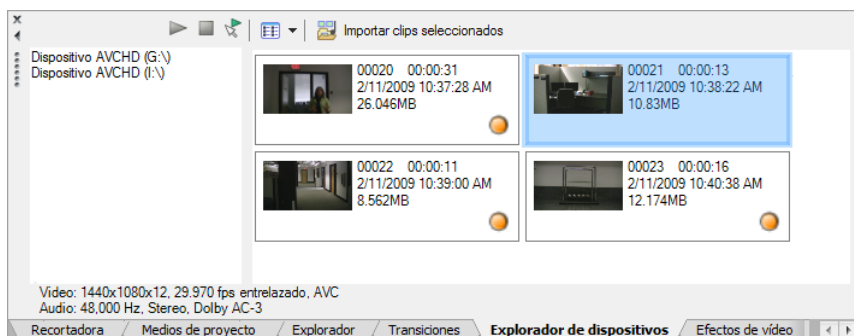 Importar clips seleccionados
Dispositivo AVCHD (G:\)
Dispositivo AVCHD (I:\)
00020 00:00:31
2/11/2009 10:37:28 AM
26.046MB
00021 00:00:13
2/11/2009 10:38:22 AM
10.83MB
00022 00:00:11
2/11/2009 10:39:00 AM
8.562MB
00023 00:00:16
2/11/2009 10:40:38 AM
12.174MB
Video: 1440x1080x12, 29.970 fps entrelazado, AVC
Audio: 48,000 Hz, Stereo, Dolby AC-3
Recortadora Medios de proyecto Explorador Transiciones Explorador de dispositivos Efectos de vídeo